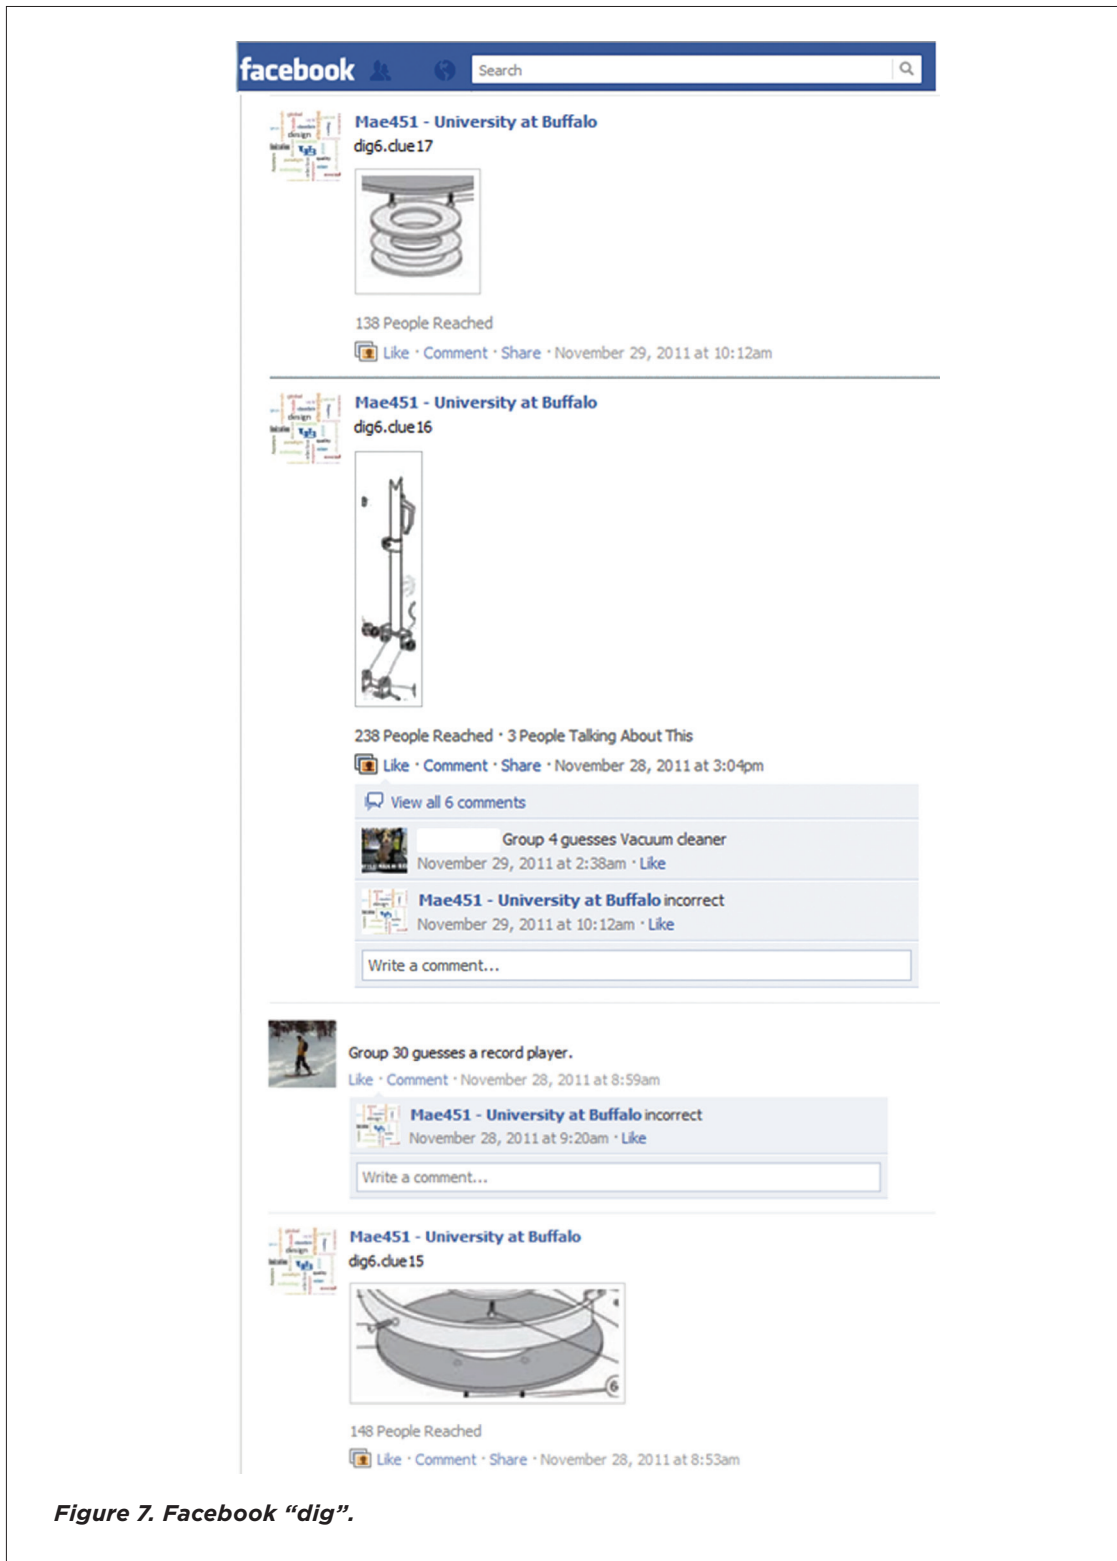 facebook
Search
Mae451 - University at Buffalo
dig6.clue17
138 People Reached
Like · Comment · Share · November 29, 2011 at 10:12am
Mae451 - University at Buffalo
dig6.clue16
238 People Reached · 3 People Talking About This
Like · Comment · Share · November 28, 2011 at 3:04pm
View all 6 comments
Group 4 guesses Vacuum cleaner
November 29, 2011 at 2:38am · Like
Mae451 - University at Buffalo incorrect
November 29, 2011 at 10:12am · Like
Write a comment...
Group 30 guesses a record player.
Like · Comment · November 28, 2011 at 8:59am
Mae451 - University at Buffalo incorrect
November 28, 2011 at 9:20am · Like
Write a comment...
Mae451 - University at Buffalo
dig6.clue15
6
148 People Reached
Like · Comment · Share · November 28, 2011 at 8:53am
Figure 7. Facebook “dig”.